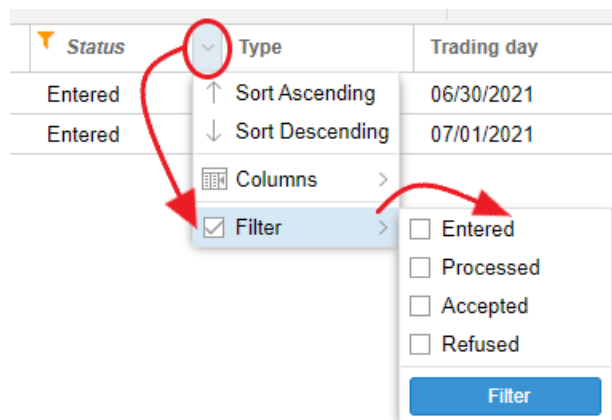 Status Type Trading day
Entered 06/30/2021
Entered 07/01/2021
Sort Ascending
Sort Descending
Columns
Filter
Entered
Processed
Accepted
Refused
Filter